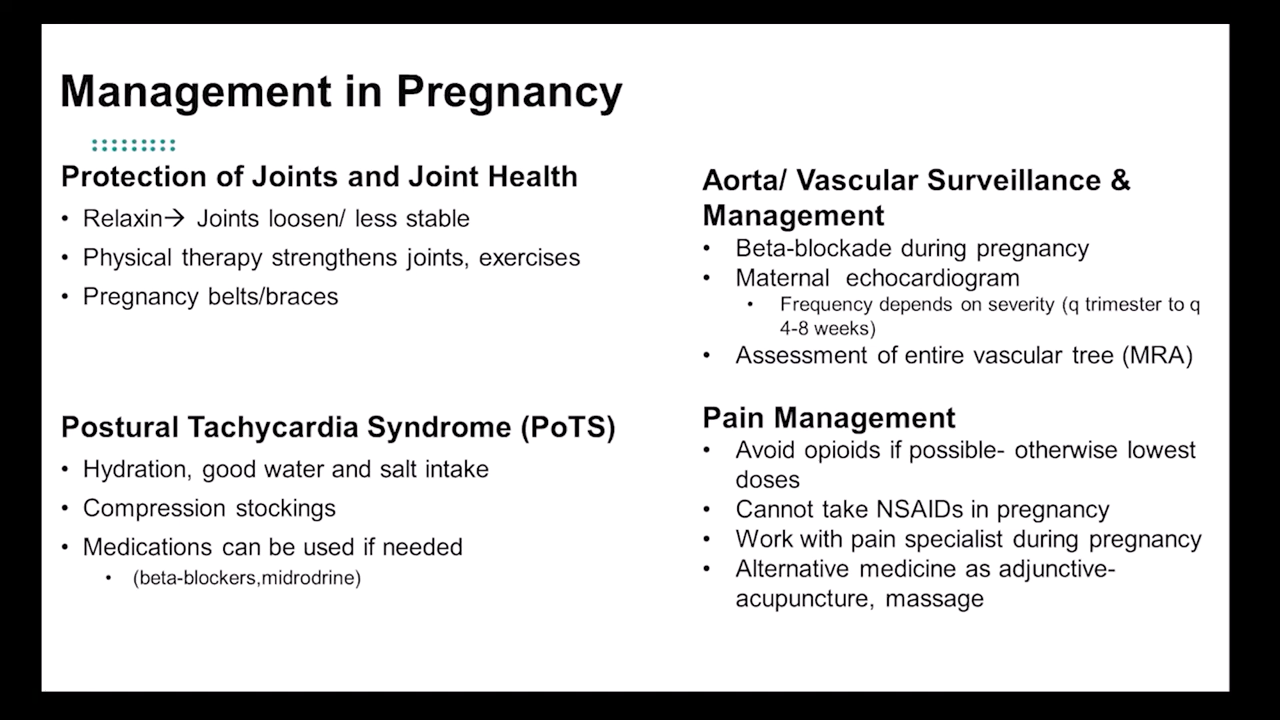 Management in Pregnancy
Protection of Joints and Joint Health
• Relaxin→ Joints loosen/ less stable
• Physical therapy strengthens joints, exercises
• Pregnancy belts/braces
Postural Tachycardia Syndrome (PoTS)
• Hydration, good water and salt intake
• Compression stockings
• Medications can be used if needed
• (beta-blockers,midrodrine)
Aorta/ Vascular Surveillance &
Management
• Beta-blockade during pregnancy
• Maternal echocardiogram
• Frequency depends on severity (q trimester to q
4-8 weeks)
• Assessment of entire vascular tree (MRA)
Pain Management
• Avoid opioids if possible- otherwise lowest
doses
• Cannot take NSAIDs in pregnancy
• Work with pain specialist during pregnancy
• Alternative medicine as adjunctive-
acupuncture, massage